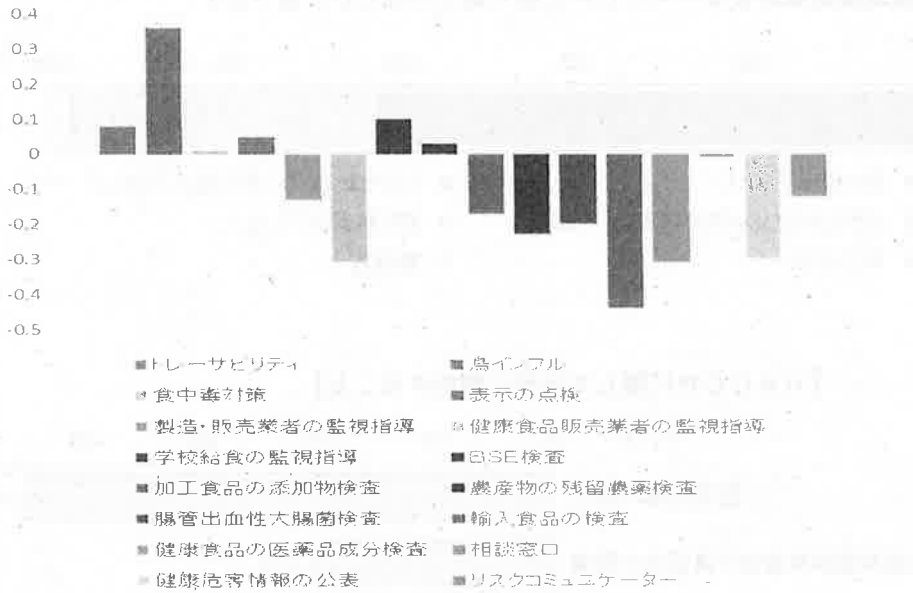 0.4
0.3
0.2
0.1
0
-0.1
-0.2
-0.3
-0.4
-0.5
■トレーサビリティ ■鳥インフル
食中毒対策 ■表示の点検
■製造・販売業者の監視指導 健康食品販売業者の監視指導
■学校給食の監視指導 ■BSE検査
■加工食品の添加物検査 ■農産物の残留農薬検査
■腸管出血性大腸菌検査 ■輸入食品の検査
■健康食品の医薬品成分検査 ■相談窓口
健康危害情報の公表 ■リスクコミュニケーター